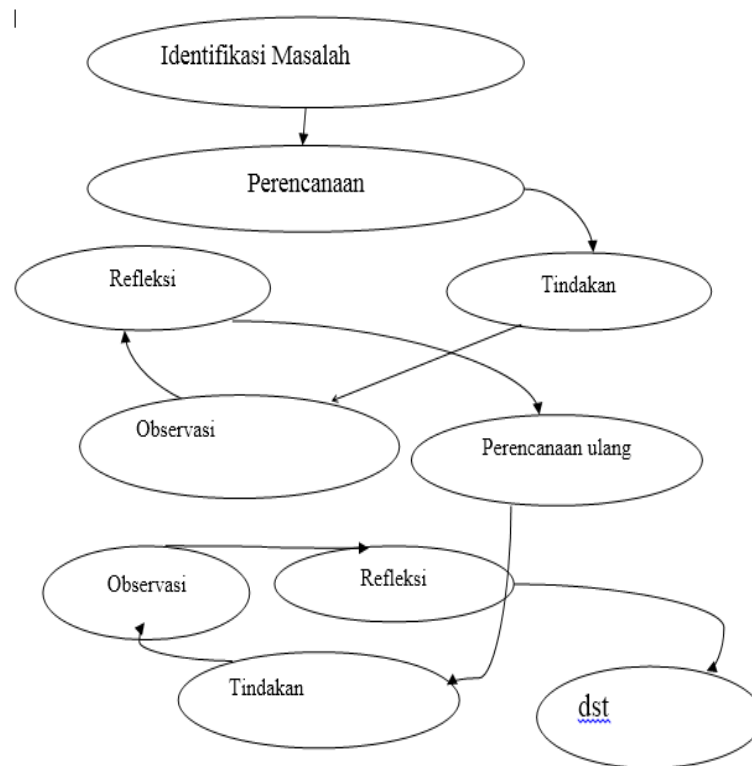 Identifikasi Masalah
Perencanaan
Refleksi
Tindakan
Observasi
Perencanaan ulang
Observasi
Refleksi
Tindakan
dst